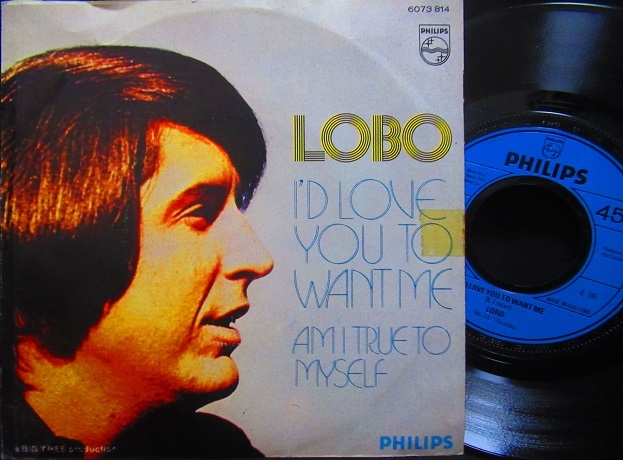 6073 814
PHILIPS
LOBO
I'D LOVE
YOU TO
WANT ME
AM I TRUE TO
MYSELF
PHILIPS
a BIG TREE production
PHILIPS
45
LOVE YOU TO WANT ME
LOBO